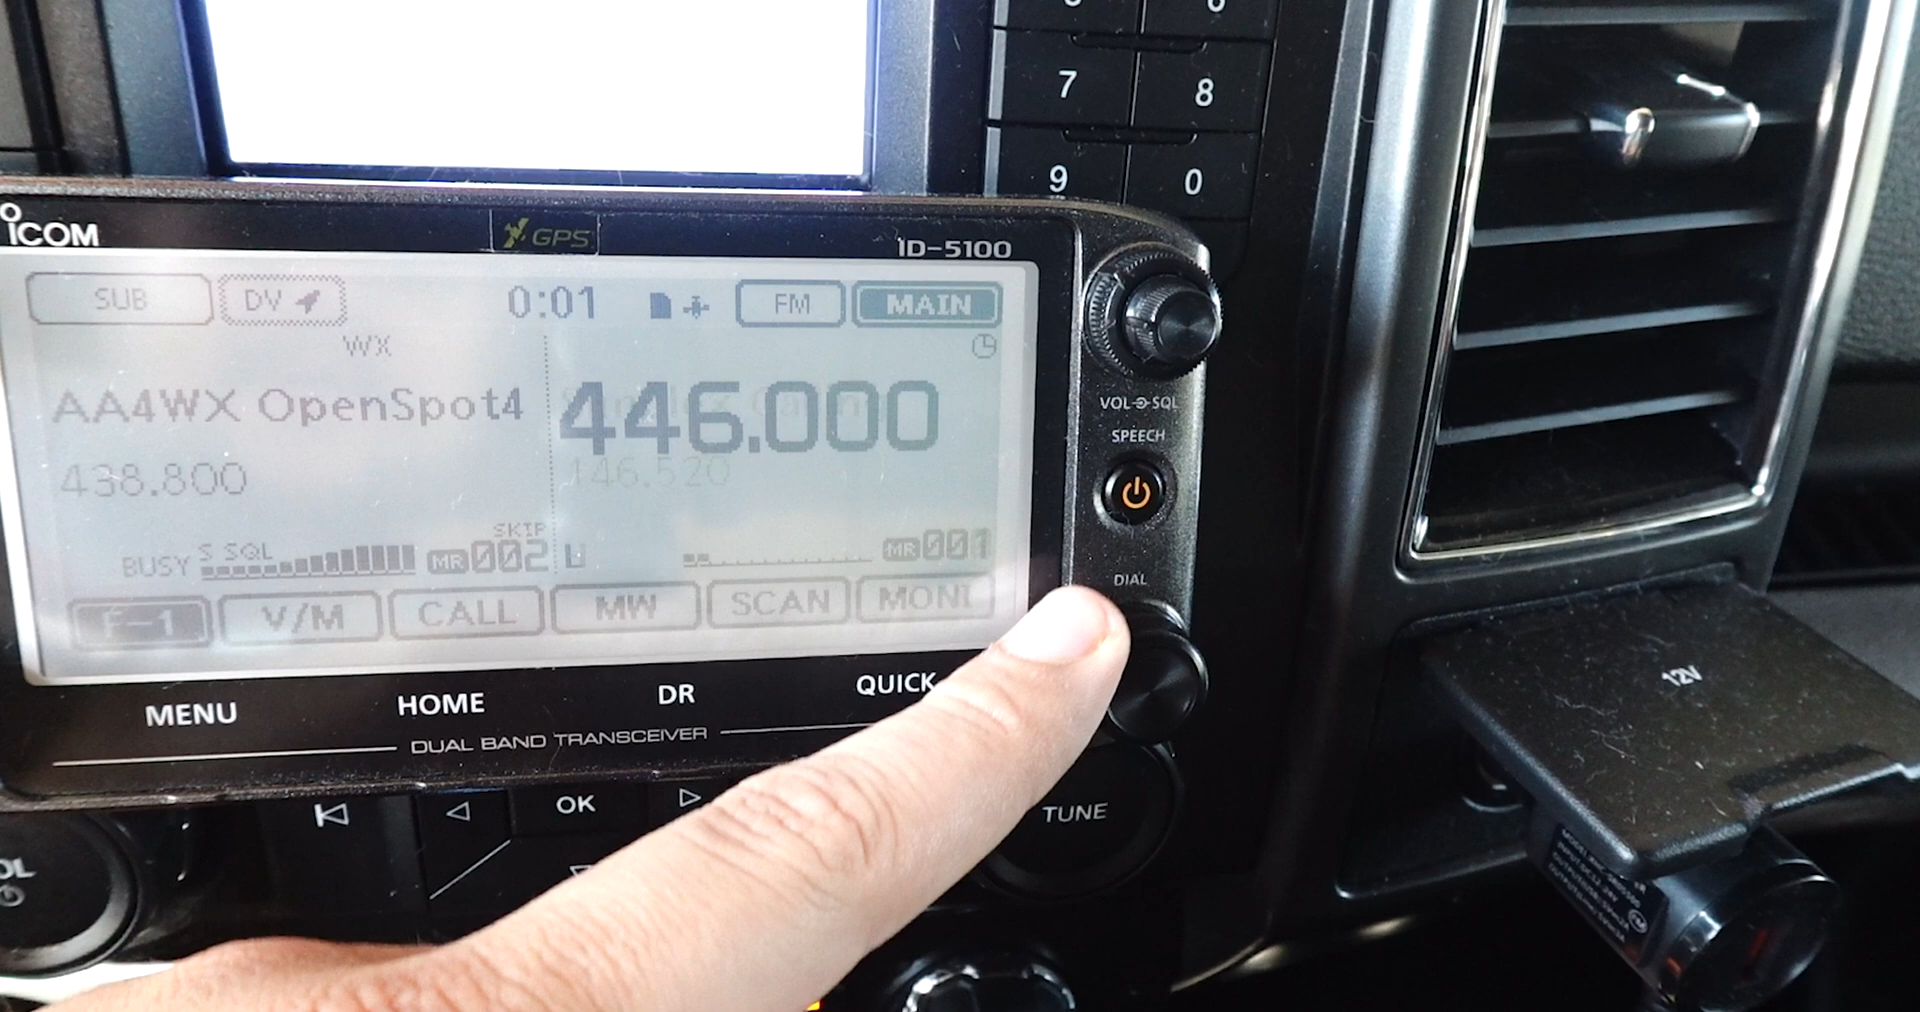 7 8
9 0
ICOM
GPS
ID-5100
SUB DV 0:01 FM MAIN
WX
AA4WX OpenSpot4
446.000
438.800
146.520
SKIP
BUSY S SQL MR 002 U MR 001
F-1 V/M CALL MW SCAN MONI
VOL SQL
SPEECH
DIAL
MENU HOME DR QUICK
DUAL BAND TRANSCEIVER
OK
TUNE
12V